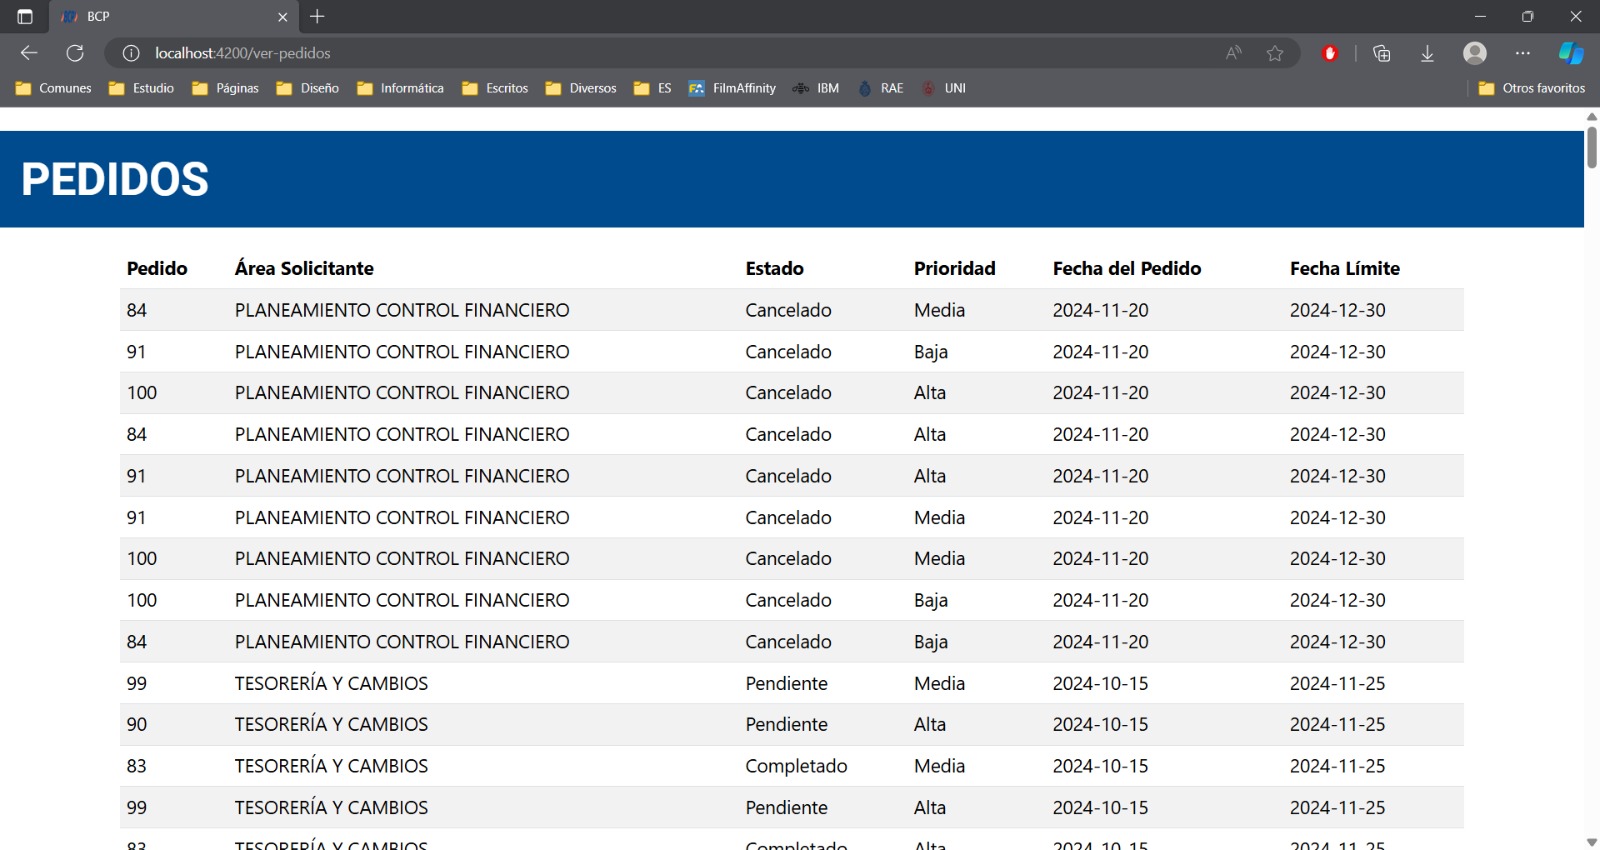 BCP
localhost:4200/ver-pedidos
Comunes Estudio Páginas Diseño Informática Escritos Diversos ES FilmAffinity IBM RAE UNI Otros favoritos
PEDIDOS
Pedido Área Solicitante Estado Prioridad Fecha del Pedido Fecha Límite
84 PLANEAMIENTO CONTROL FINANCIERO Cancelado Media 2024-11-20 2024-12-30
91 PLANEAMIENTO CONTROL FINANCIERO Cancelado Baja 2024-11-20 2024-12-30
100 PLANEAMIENTO CONTROL FINANCIERO Cancelado Alta 2024-11-20 2024-12-30
84 PLANEAMIENTO CONTROL FINANCIERO Cancelado Alta 2024-11-20 2024-12-30
91 PLANEAMIENTO CONTROL FINANCIERO Cancelado Alta 2024-11-20 2024-12-30
91 PLANEAMIENTO CONTROL FINANCIERO Cancelado Media 2024-11-20 2024-12-30
100 PLANEAMIENTO CONTROL FINANCIERO Cancelado Media 2024-11-20 2024-12-30
100 PLANEAMIENTO CONTROL FINANCIERO Cancelado Baja 2024-11-20 2024-12-30
84 PLANEAMIENTO CONTROL FINANCIERO Cancelado Baja 2024-11-20 2024-12-30
99 TESORERÍA Y CAMBIOS Pendiente Media 2024-10-15 2024-11-25
90 TESORERÍA Y CAMBIOS Pendiente Alta 2024-10-15 2024-11-25
83 TESORERÍA Y CAMBIOS Completado Media 2024-10-15 2024-11-25
99 TESORERÍA Y CAMBIOS Pendiente Alta 2024-10-15 2024-11-25
83 TESORERÍA Y CAMBIOS Completado Alta 2024-10-15 2024-11-25